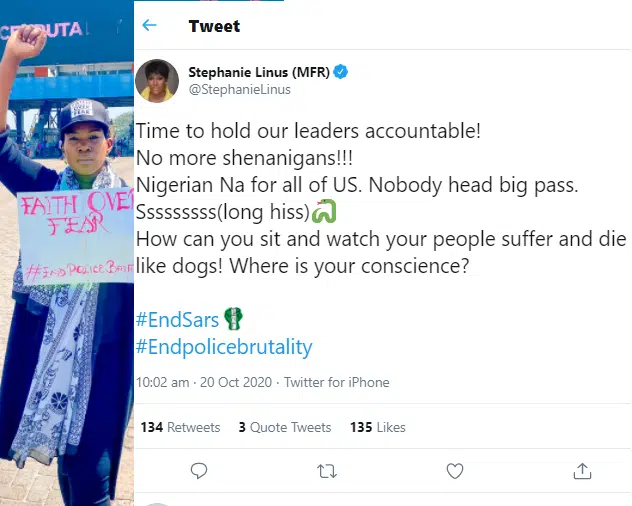 Tweet
Stephanie Linus (MFR)
@StephanieLinus
Time to hold our leaders accountable!
No more shenanigans!!!
Nigerian Na for all of US. Nobody head big pass.
Sssssssss(long hiss)🐍
How can you sit and watch your people suffer and die
like dogs! Where is your conscience?
#EndSars
#Endpolicebrutality
10:02 am · 20 Oct 2020 · Twitter for iPhone
134 Retweets 3 Quote Tweets 135 Likes
FAITH OVE
FEAR
#END POLICE